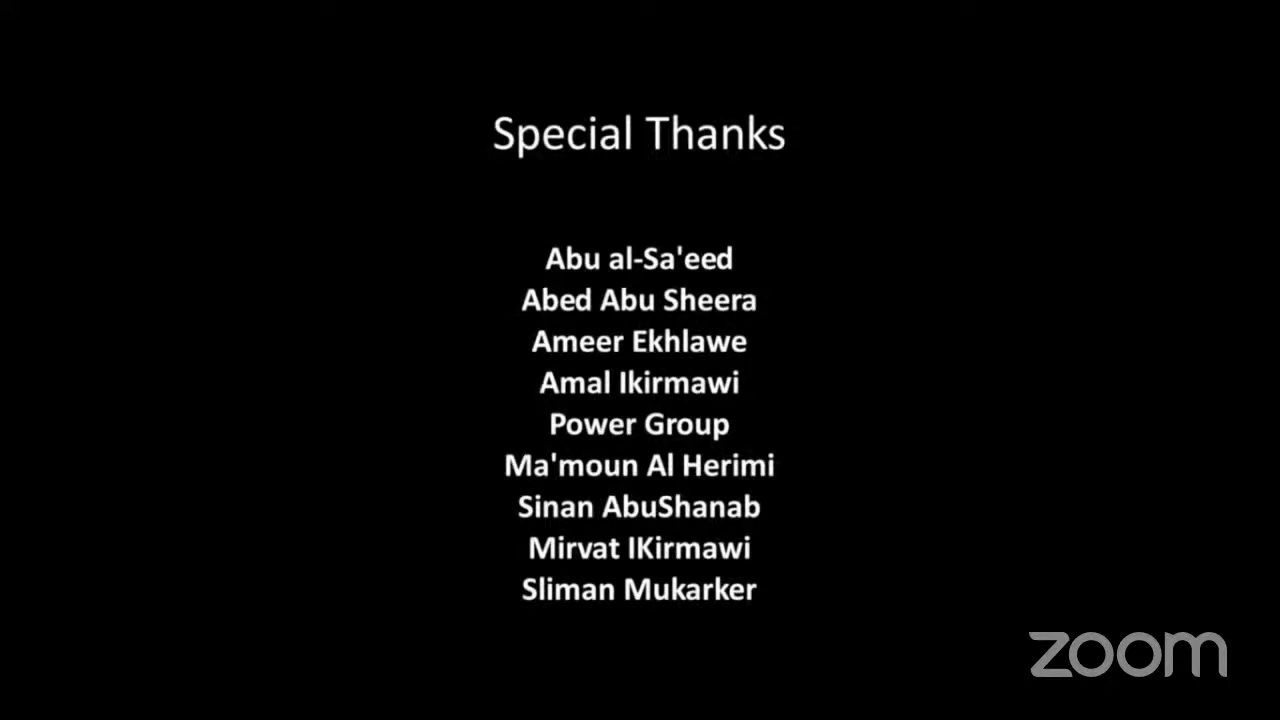 Special Thanks
Abu al-Sa'eed
Abed Abu Sheera
Ameer Ekhlawe
Amal Ikirmawi
Power Group
Ma'moun Al Herimi
Sinan AbuShanab
Mirvat IKirmawi
Sliman Mukarker
zoom